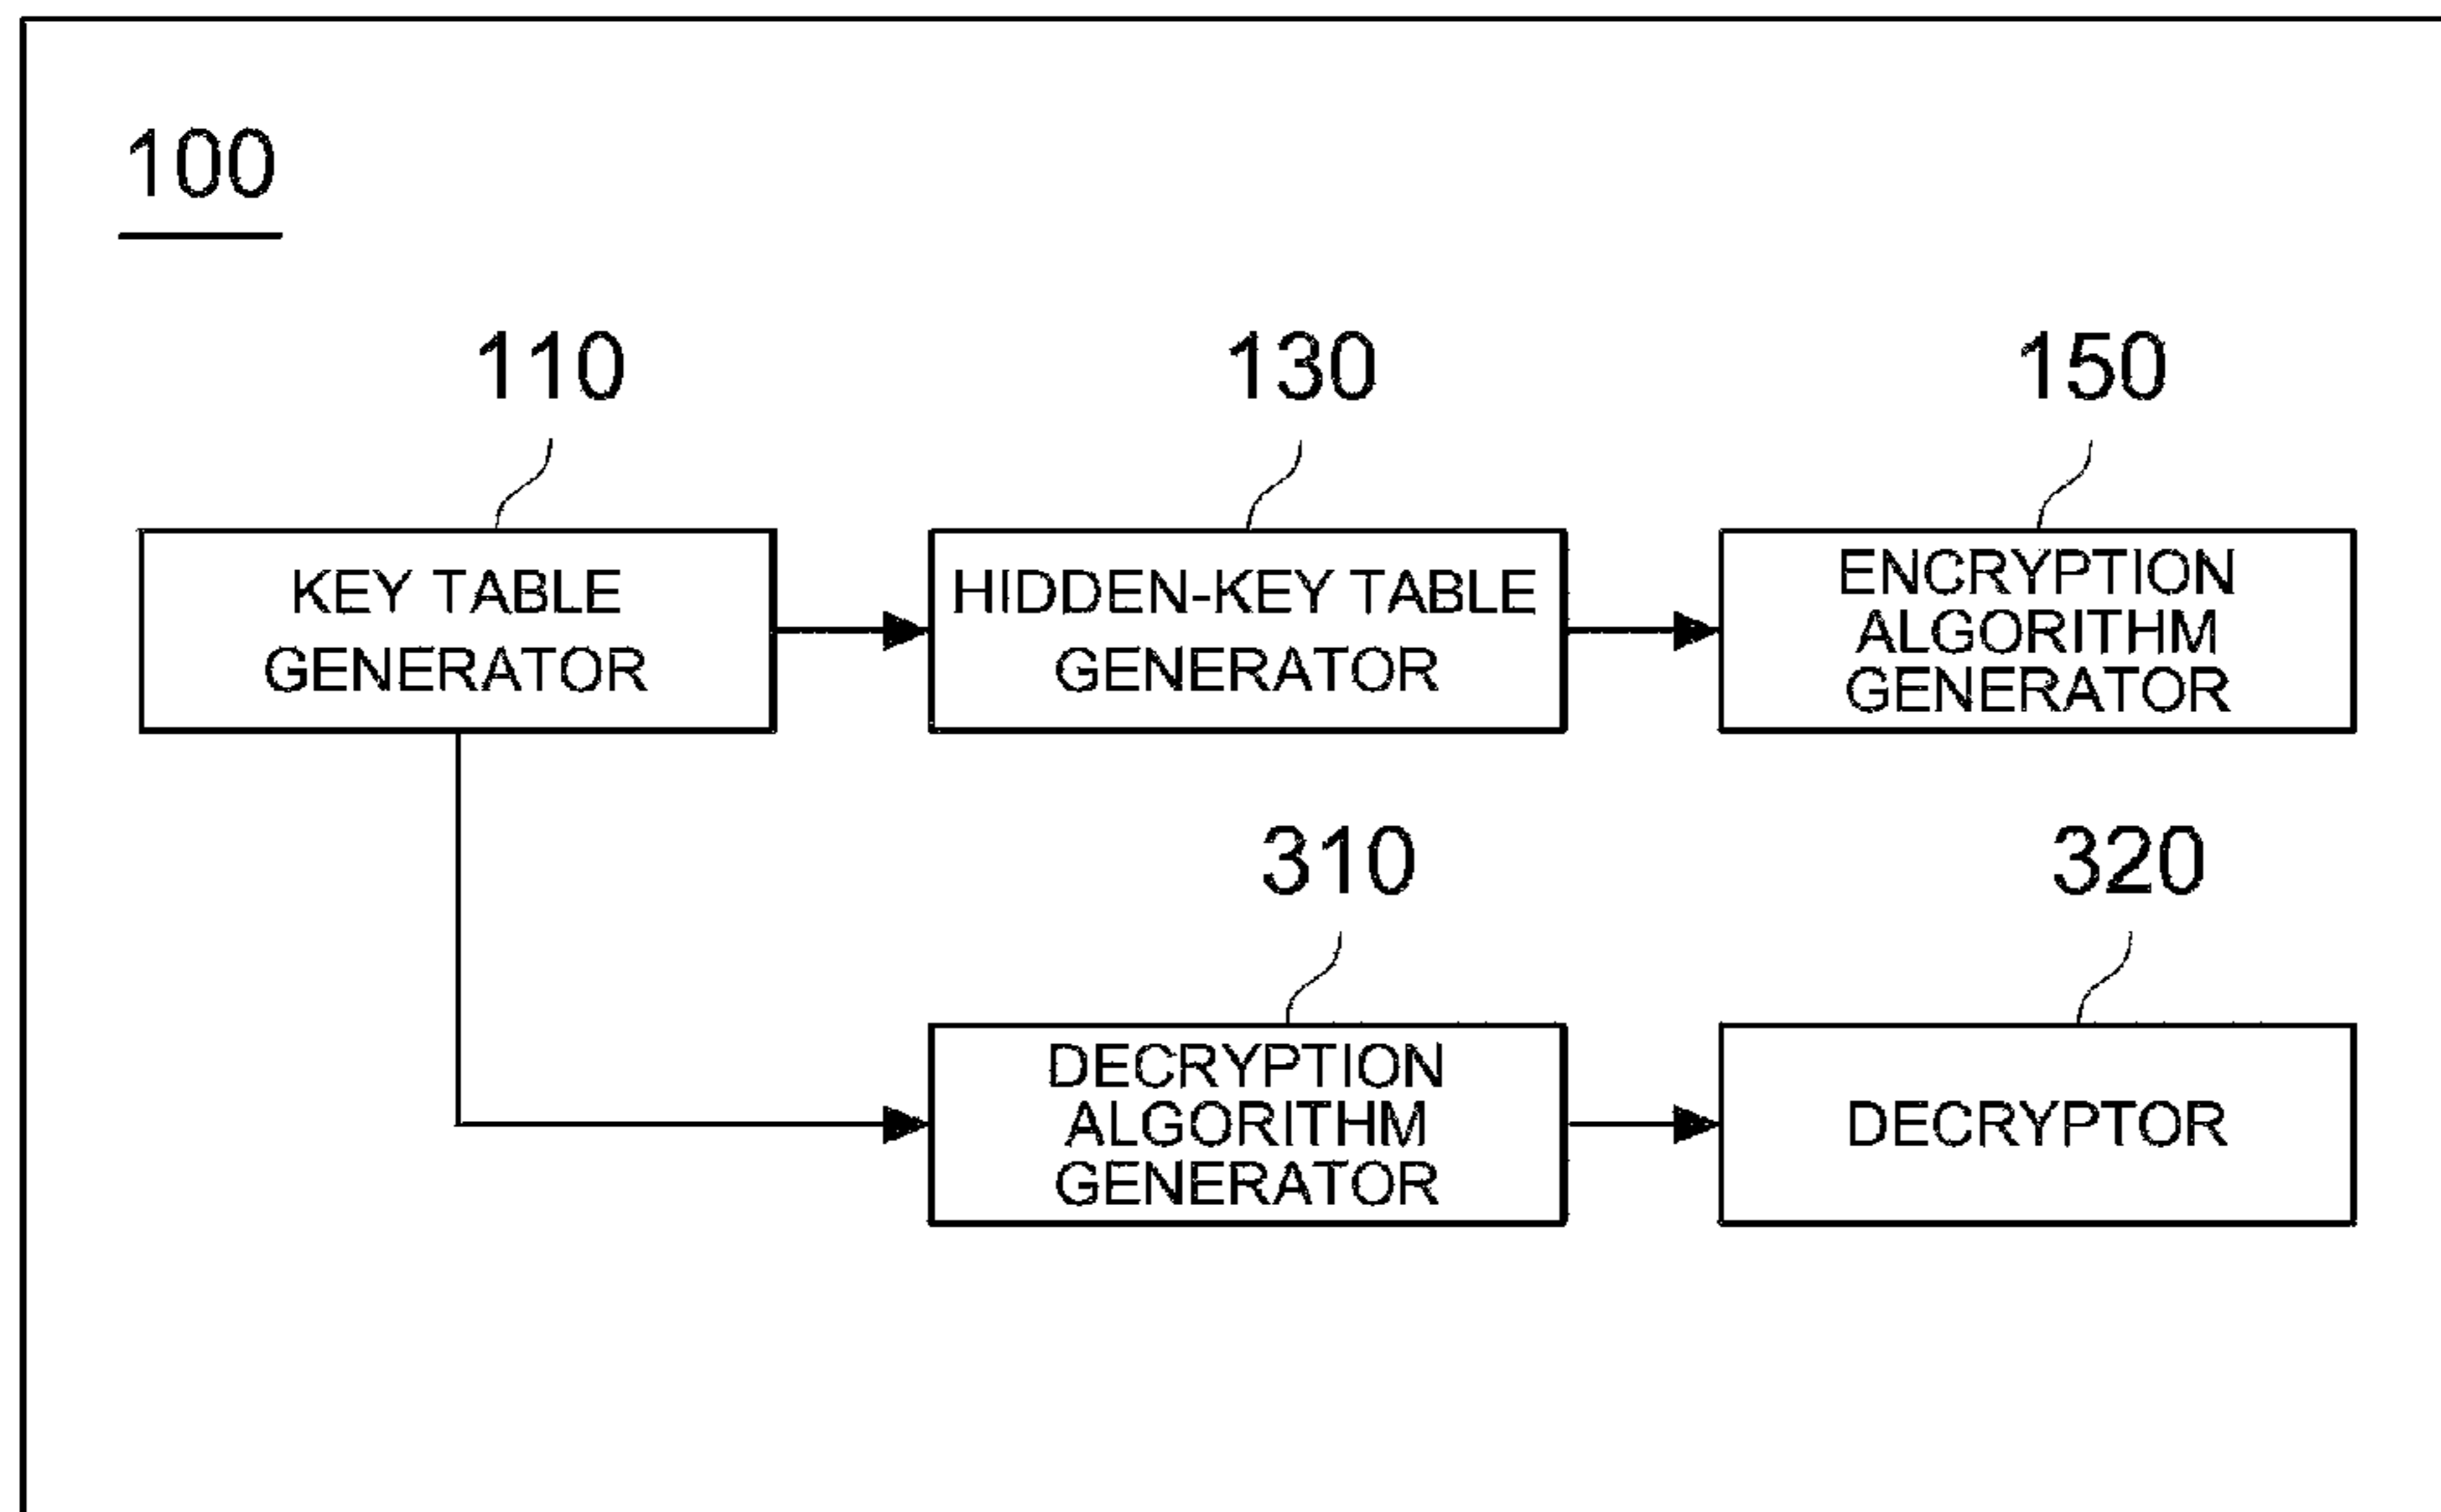 100
110
130
150
KEY TABLE
GENERATOR
HIDDEN-KEY TABLE
GENERATOR
ENCRYPTION
ALGORITHM
GENERATOR
310
320
DECRYPTION
ALGORITHM
GENERATOR
DECRYPTOR